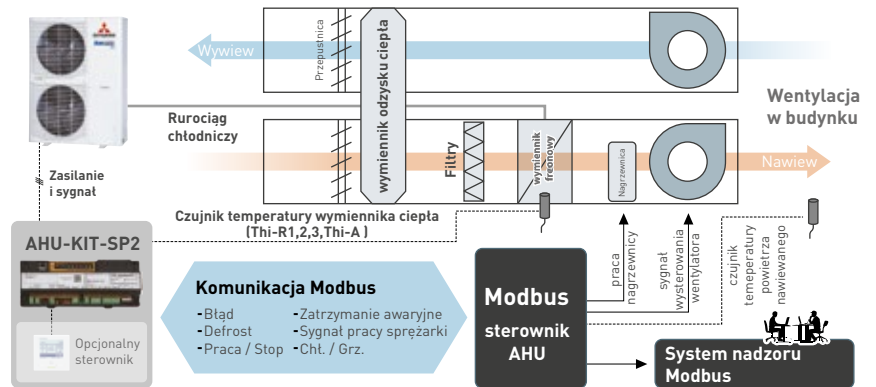 Wywiew
Przepustnica
wymiennik odzysku ciepła
Rurociąg
chłodniczy
Wentylacja
w budynku
Filtry
wymiennik
freonowy
Nagrzewnica
Nawiew
Zasilanie
i sygnał
Czujnik temperatury wymiennika ciepła
(Thi-R1,2,3,Thi-A )
AHU-KIT-SP2
Opcjonalny
sterownik
Komunikacja Modbus
-Błąd
-Defrost
-Praca / Stop
-Zatrzymanie awaryjne
-Sygnał pracy sprężarki
-Chł. / Grz.
Modbus
sterownik
AHU
praca
nagrzewnicy
sygnał
wysterowania
wentylatora
czujnik
temeperatury
powietrza
nawiewanego
System nadzoru
Modbus